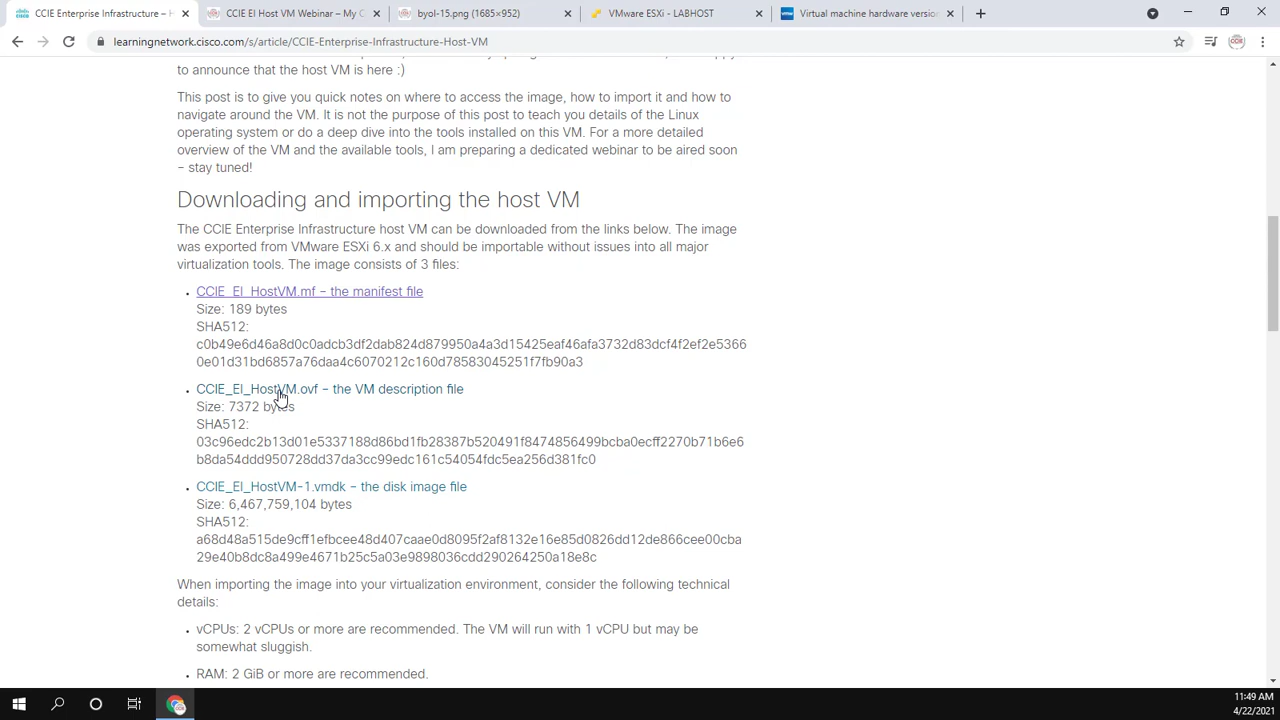 CCIE Enterprise Infrastructure – H
CCIE EI Host VM Webinar – My C
byol-15.png (1685×952)
VMware ESXi - LABHOST
Virtual machine hardware version
learningnetwork.cisco.com/s/article/CCIE-Enterprise-Infrastructure-Host-VM
to announce that the host VM is here :)
This post is to give you quick notes on where to access the image, how to import it and how to
navigate around the VM. It is not the purpose of this post to teach you details of the Linux
operating system or do a deep dive into the tools installed on this VM. For a more detailed
overview of the VM and the available tools, I am preparing a dedicated webinar to be aired soon
– stay tuned!
Downloading and importing the host VM
The CCIE Enterprise Infrastructure host VM can be downloaded from the links below. The image
was exported from VMware ESXi 6.x and should be importable without issues into all major
virtualization tools. The image consists of 3 files:
• CCIE_EI_HostVM.mf – the manifest file
Size: 189 bytes
SHA512:
c0b49e6d46a8d0c0adcb3df2dab824d879950a4a3d15425eaf46afa3732d83dcf4f2ef2e5366
0e01d31bd6857a76daa4c6070212c160d78583045251f7fb90a3
• CCIE_EI_HostVM.ovf – the VM description file
Size: 7372 bytes
SHA512:
03c96edc2b13d01e5337188d86bd1fb28387b520491f8474856499bcba0ecff2270b71b6e6
b8da54ddd950728dd37da3cc99edc161c54054fdc5ea256d381fc0
• CCIE_EI_HostVM-1.vmdk – the disk image file
Size: 6,467,759,104 bytes
SHA512:
a68d48a515de9cff1efbcee48d407caae0d8095f2af8132e16e85d0826dd12de866cee00cba
29e40b8dc8a499e4671b25c5a03e9898036cdd290264250a18e8c
When importing the image into your virtualization environment, consider the following technical
details:
• vCPUs: 2 vCPUs or more are recommended. The VM will run with 1 vCPU but may be
somewhat sluggish.
• RAM: 2 GiB or more are recommended.
11:49 AM
4/22/2021